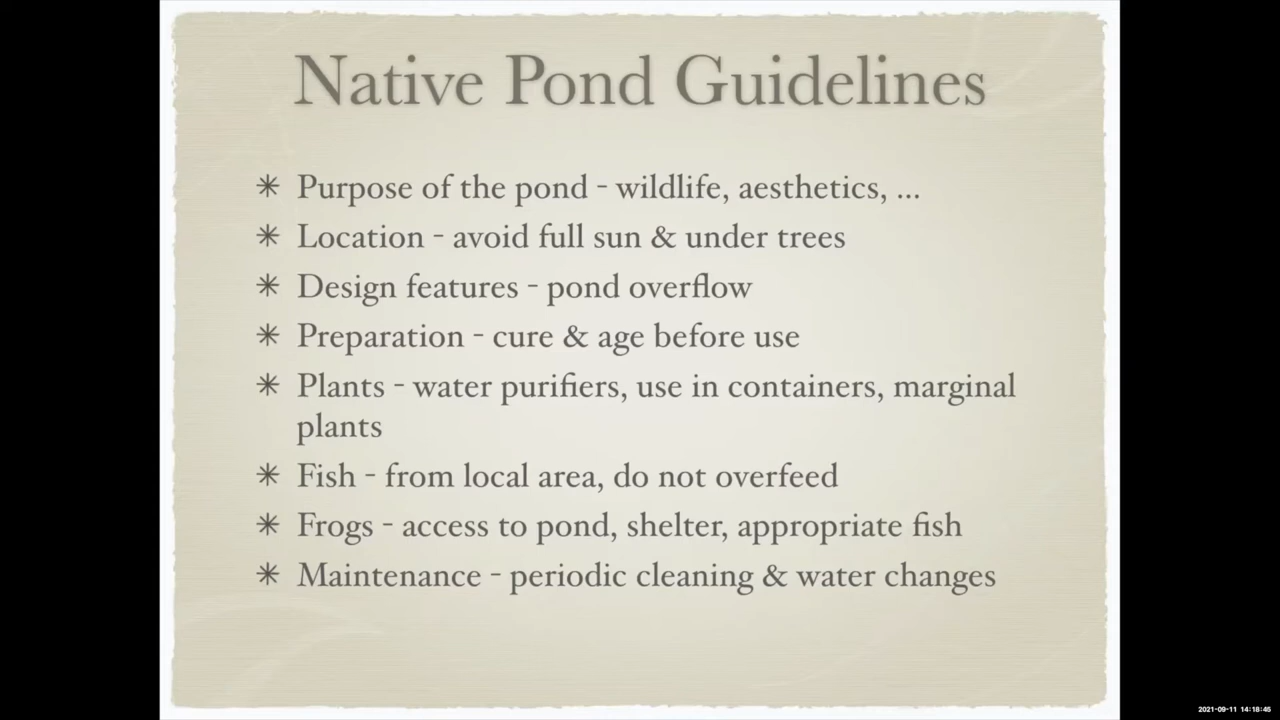 Native Pond Guidelines
✳ Purpose of the pond - wildlife, aesthetics, ...
✳ Location - avoid full sun & under trees
✳ Design features - pond overflow
✳ Preparation - cure & age before use
✳ Plants - water purifiers, use in containers, marginal
plants
✳ Fish - from local area, do not overfeed
✳ Frogs - access to pond, shelter, appropriate fish
✳ Maintenance - periodic cleaning & water changes
2021-09-11 14:18:45